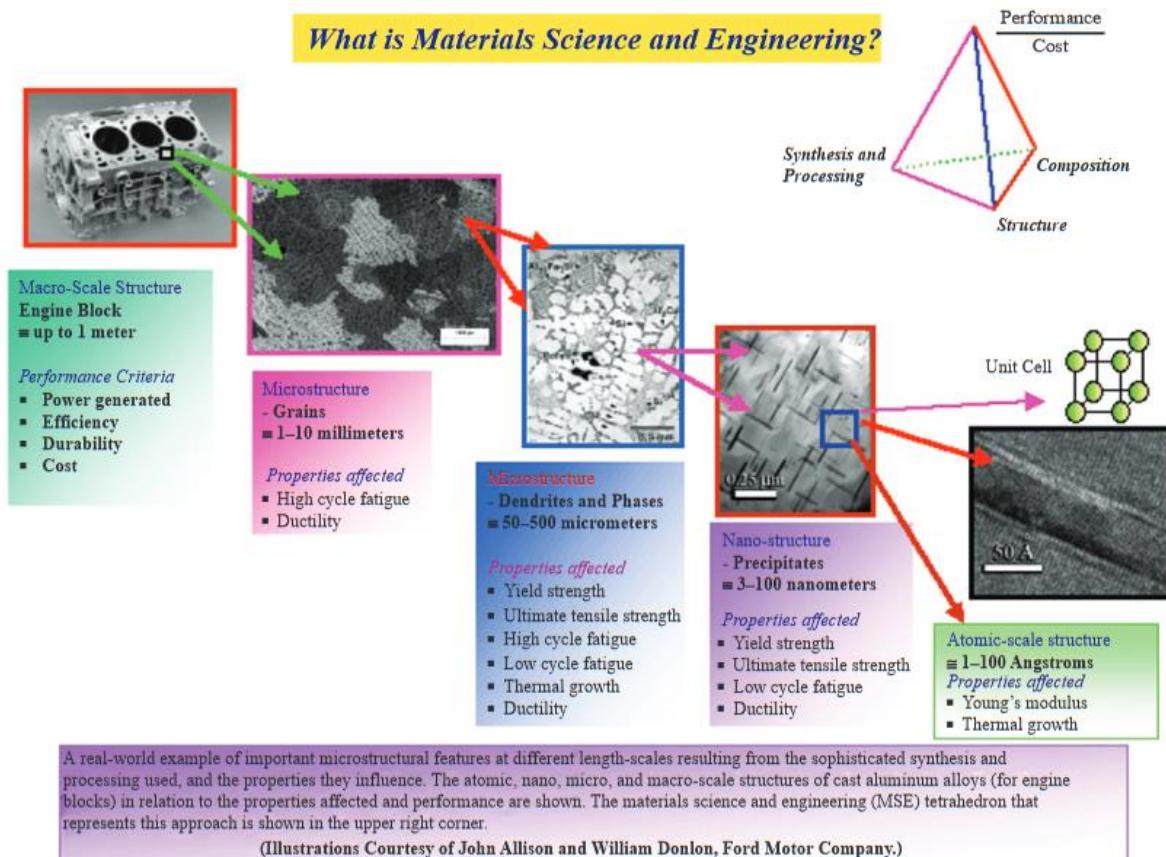 What is Materials Science and Engineering?
Performance
Cost
Synthesis and
Processing
Composition
Structure
Macro-Scale Structure
Engine Block
≅ up to 1 meter
Performance Criteria
▪ Power generated
▪ Efficiency
▪ Durability
▪ Cost
Microstructure
- Grains
≅ 1–10 millimeters
Properties affected
▪ High cycle fatigue
▪ Ductility
Microstructure
- Dendrites and Phases
≅ 50–500 micrometers
Properties affected
▪ Yield strength
▪ Ultimate tensile strength
▪ High cycle fatigue
▪ Low cycle fatigue
▪ Thermal growth
▪ Ductility
0.25 µm
Nano-structure
- Precipitates
≅ 3–100 nanometers
Properties affected
▪ Yield strength
▪ Ultimate tensile strength
▪ Low cycle fatigue
▪ Ductility
Unit Cell
50 Å
Atomic-scale structure
≅ 1–100 Angstroms
Properties affected
▪ Young's modulus
▪ Thermal growth
A real-world example of important microstructural features at different length-scales resulting from the sophisticated synthesis and
processing used, and the properties they influence. The atomic, nano, micro, and macro-scale structures of cast aluminum alloys (for engine
blocks) in relation to the properties affected and performance are shown. The materials science and engineering (MSE) tetrahedron that
represents this approach is shown in the upper right corner.
(Illustrations Courtesy of John Allison and William Donlon, Ford Motor Company.)